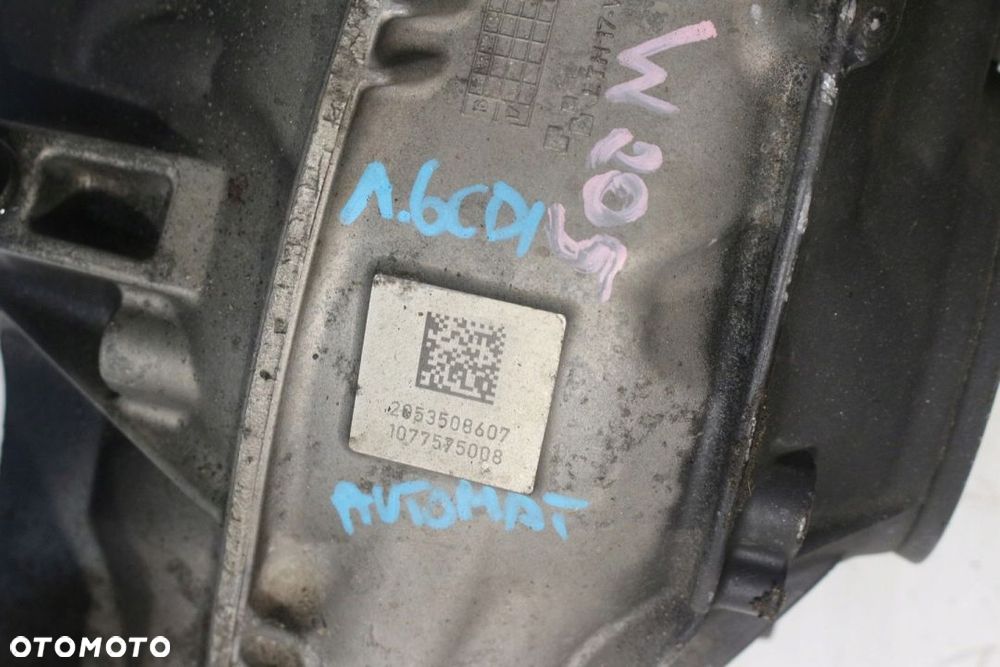 W205
1.6CDI
2053508607
1077575008
AUTOMAT
OTOMOTO